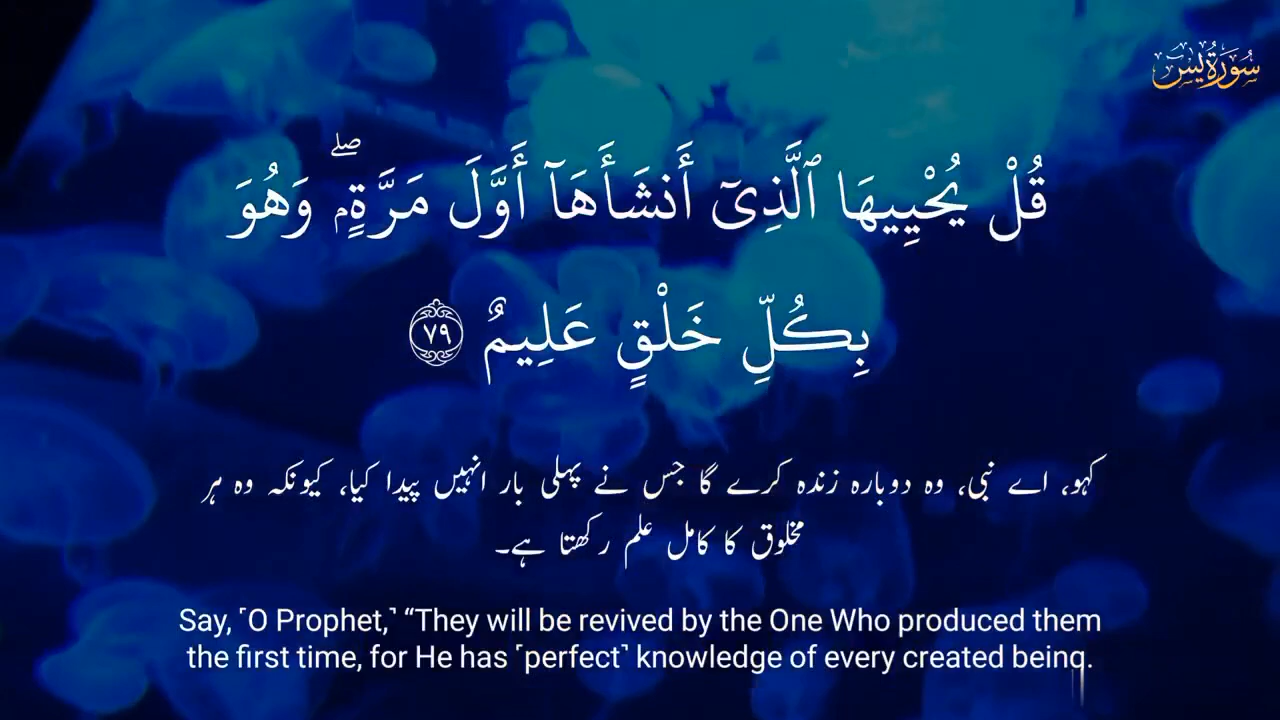 سُورَةُ يس
قُلْ يُحْيِيهَا ٱلَّذِىٓ أَنشَأَهَآ أَوَّلَ مَرَّةٍۢ ۖ وَهُوَ
بِكُلِّ خَلْقٍ عَلِيمٌ ٧٩
کہو، اے نبی، وہ دوبارہ زندہ کرے گا جس نے پہلی بار انہیں پیدا کیا، کیونکہ وہ ہر
مخلوق کا کامل علم رکھتا ہے۔
Say, ˹O Prophet,˺ “They will be revived by the One Who produced them
the first time, for He has ˹perfect˺ knowledge of every created being.